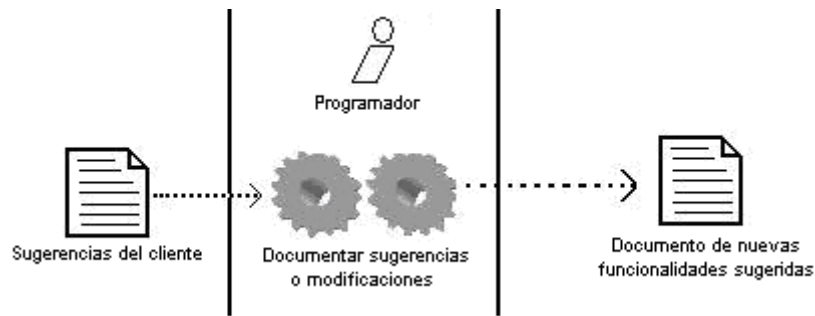 Programador
Sugerencias del cliente
Documentar sugerencias
o modificaciones
Documento de nuevas
funcionalidades sugeridas